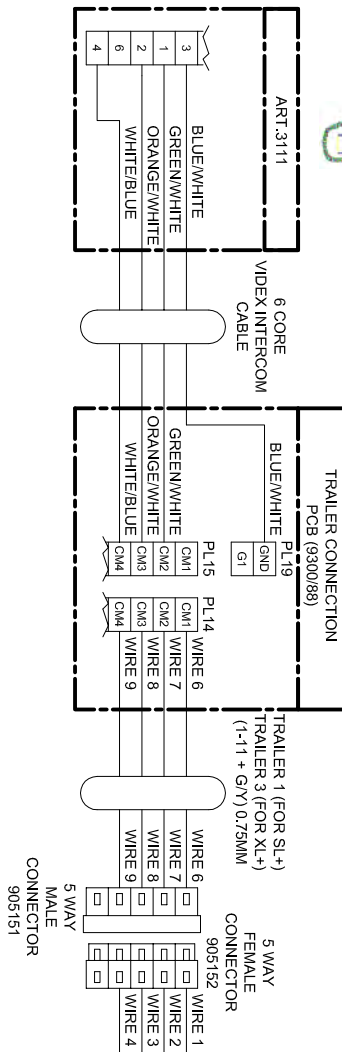 ART.3111
3
1
2
6
4
BLUE/WHITE
GREEN/WHITE
ORANGE/WHITE
WHITE/BLUE
6 CORE
VIDEX INTERCOM
CABLE
TRAILER CONNECTION
PCB (9300/88)
BLUE/WHITE
PL19
GND
G1
GREEN/WHITE
ORANGE/WHITE
WHITE/BLUE
PL15
CM1
CM2
CM3
CM4
PL14
CM1
CM2
CM3
CM4
WIRE 6
WIRE 7
WIRE 8
WIRE 9
TRAILER 1 (FOR SL+)
TRAILER 3 (FOR XL+)
(1-11 + G/Y) 0.75MM
WIRE 6
WIRE 7
WIRE 8
WIRE 9
5 WAY
MALE
CONNECTOR
905151
5 WAY
FEMALE
CONNECTOR
905152
WIRE 1
WIRE 2
WIRE 3
WIRE 4